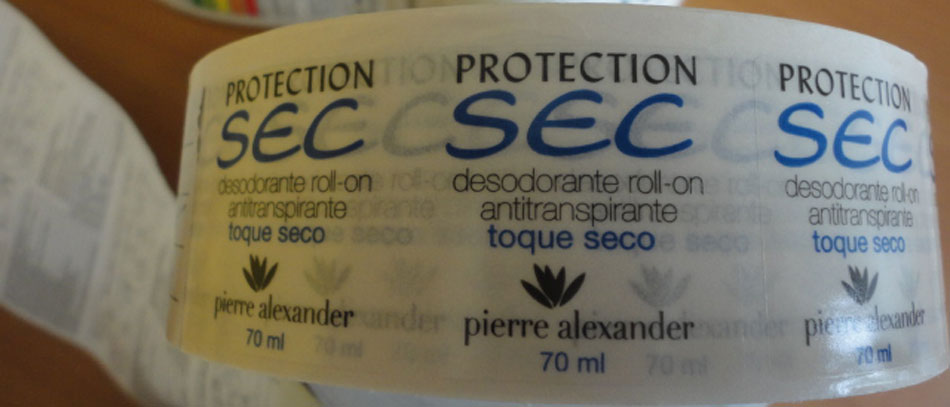 PROTECTION
SEC
desodorante roll-on
antitranspirante
toque seco
pierre alexander
70 ml
PROTECTION
SEC
desodorante roll-on
antitranspirante
toque seco
pierre alexander
70 ml
PROTECTION
SEC
desodorante roll-on
antitranspirante
toque seco
pierre alexander
70 ml